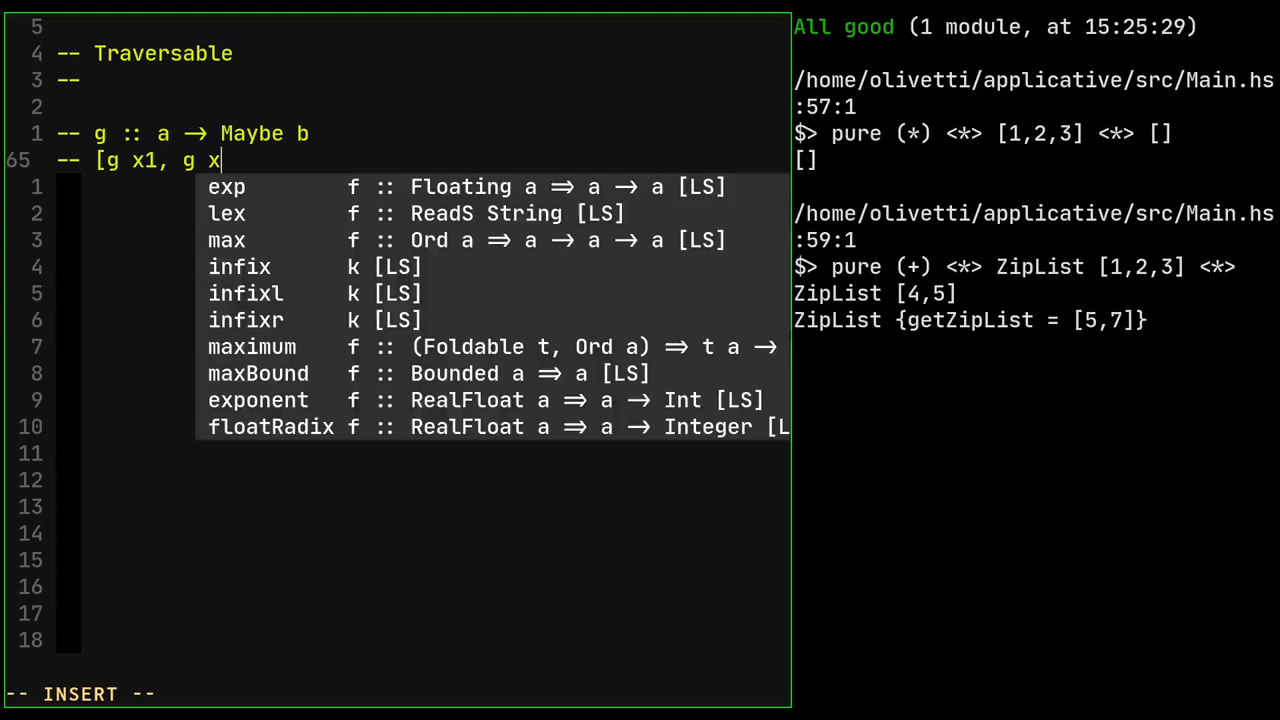 5
4 -- Traversable
3 --
2
1 -- g :: a -> Maybe b
65 -- [g x1, g x
1 exp f :: Floating a => a -> a [LS]
2 lex f :: ReadS String [LS]
3 max f :: Ord a => a -> a -> a [LS]
4 infix k [LS]
5 infixl k [LS]
6 infixr k [LS]
7 maximum f :: (Foldable t, Ord a) => t a ->
8 maxBound f :: Bounded a => a [LS]
9 exponent f :: RealFloat a => a -> Int [LS]
10 floatRadix f :: RealFloat a => a -> Integer [L
11
12
13
14
15
16
17
18
-- INSERT --
All good (1 module, at 15:25:29)
/home/olivetti/applicative/src/Main.hs
:57:1
$> pure (*) <*> [1,2,3] <*> []
[]
/home/olivetti/applicative/src/Main.hs
:59:1
$> pure (+) <*> ZipList [1,2,3] <*>
ZipList [4,5]
ZipList {getZipList = [5,7]}